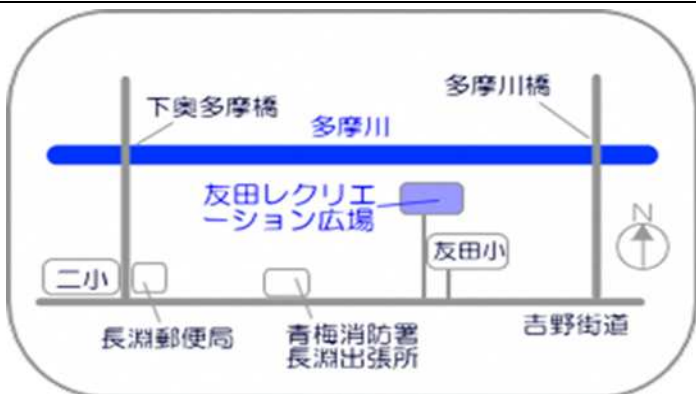 多摩川橋
下奥多摩橋
多摩川
友田レクリエ
ーション広場
N
友田小
二小
長淵郵便局
青梅消防署
長淵出張所
吉野街道